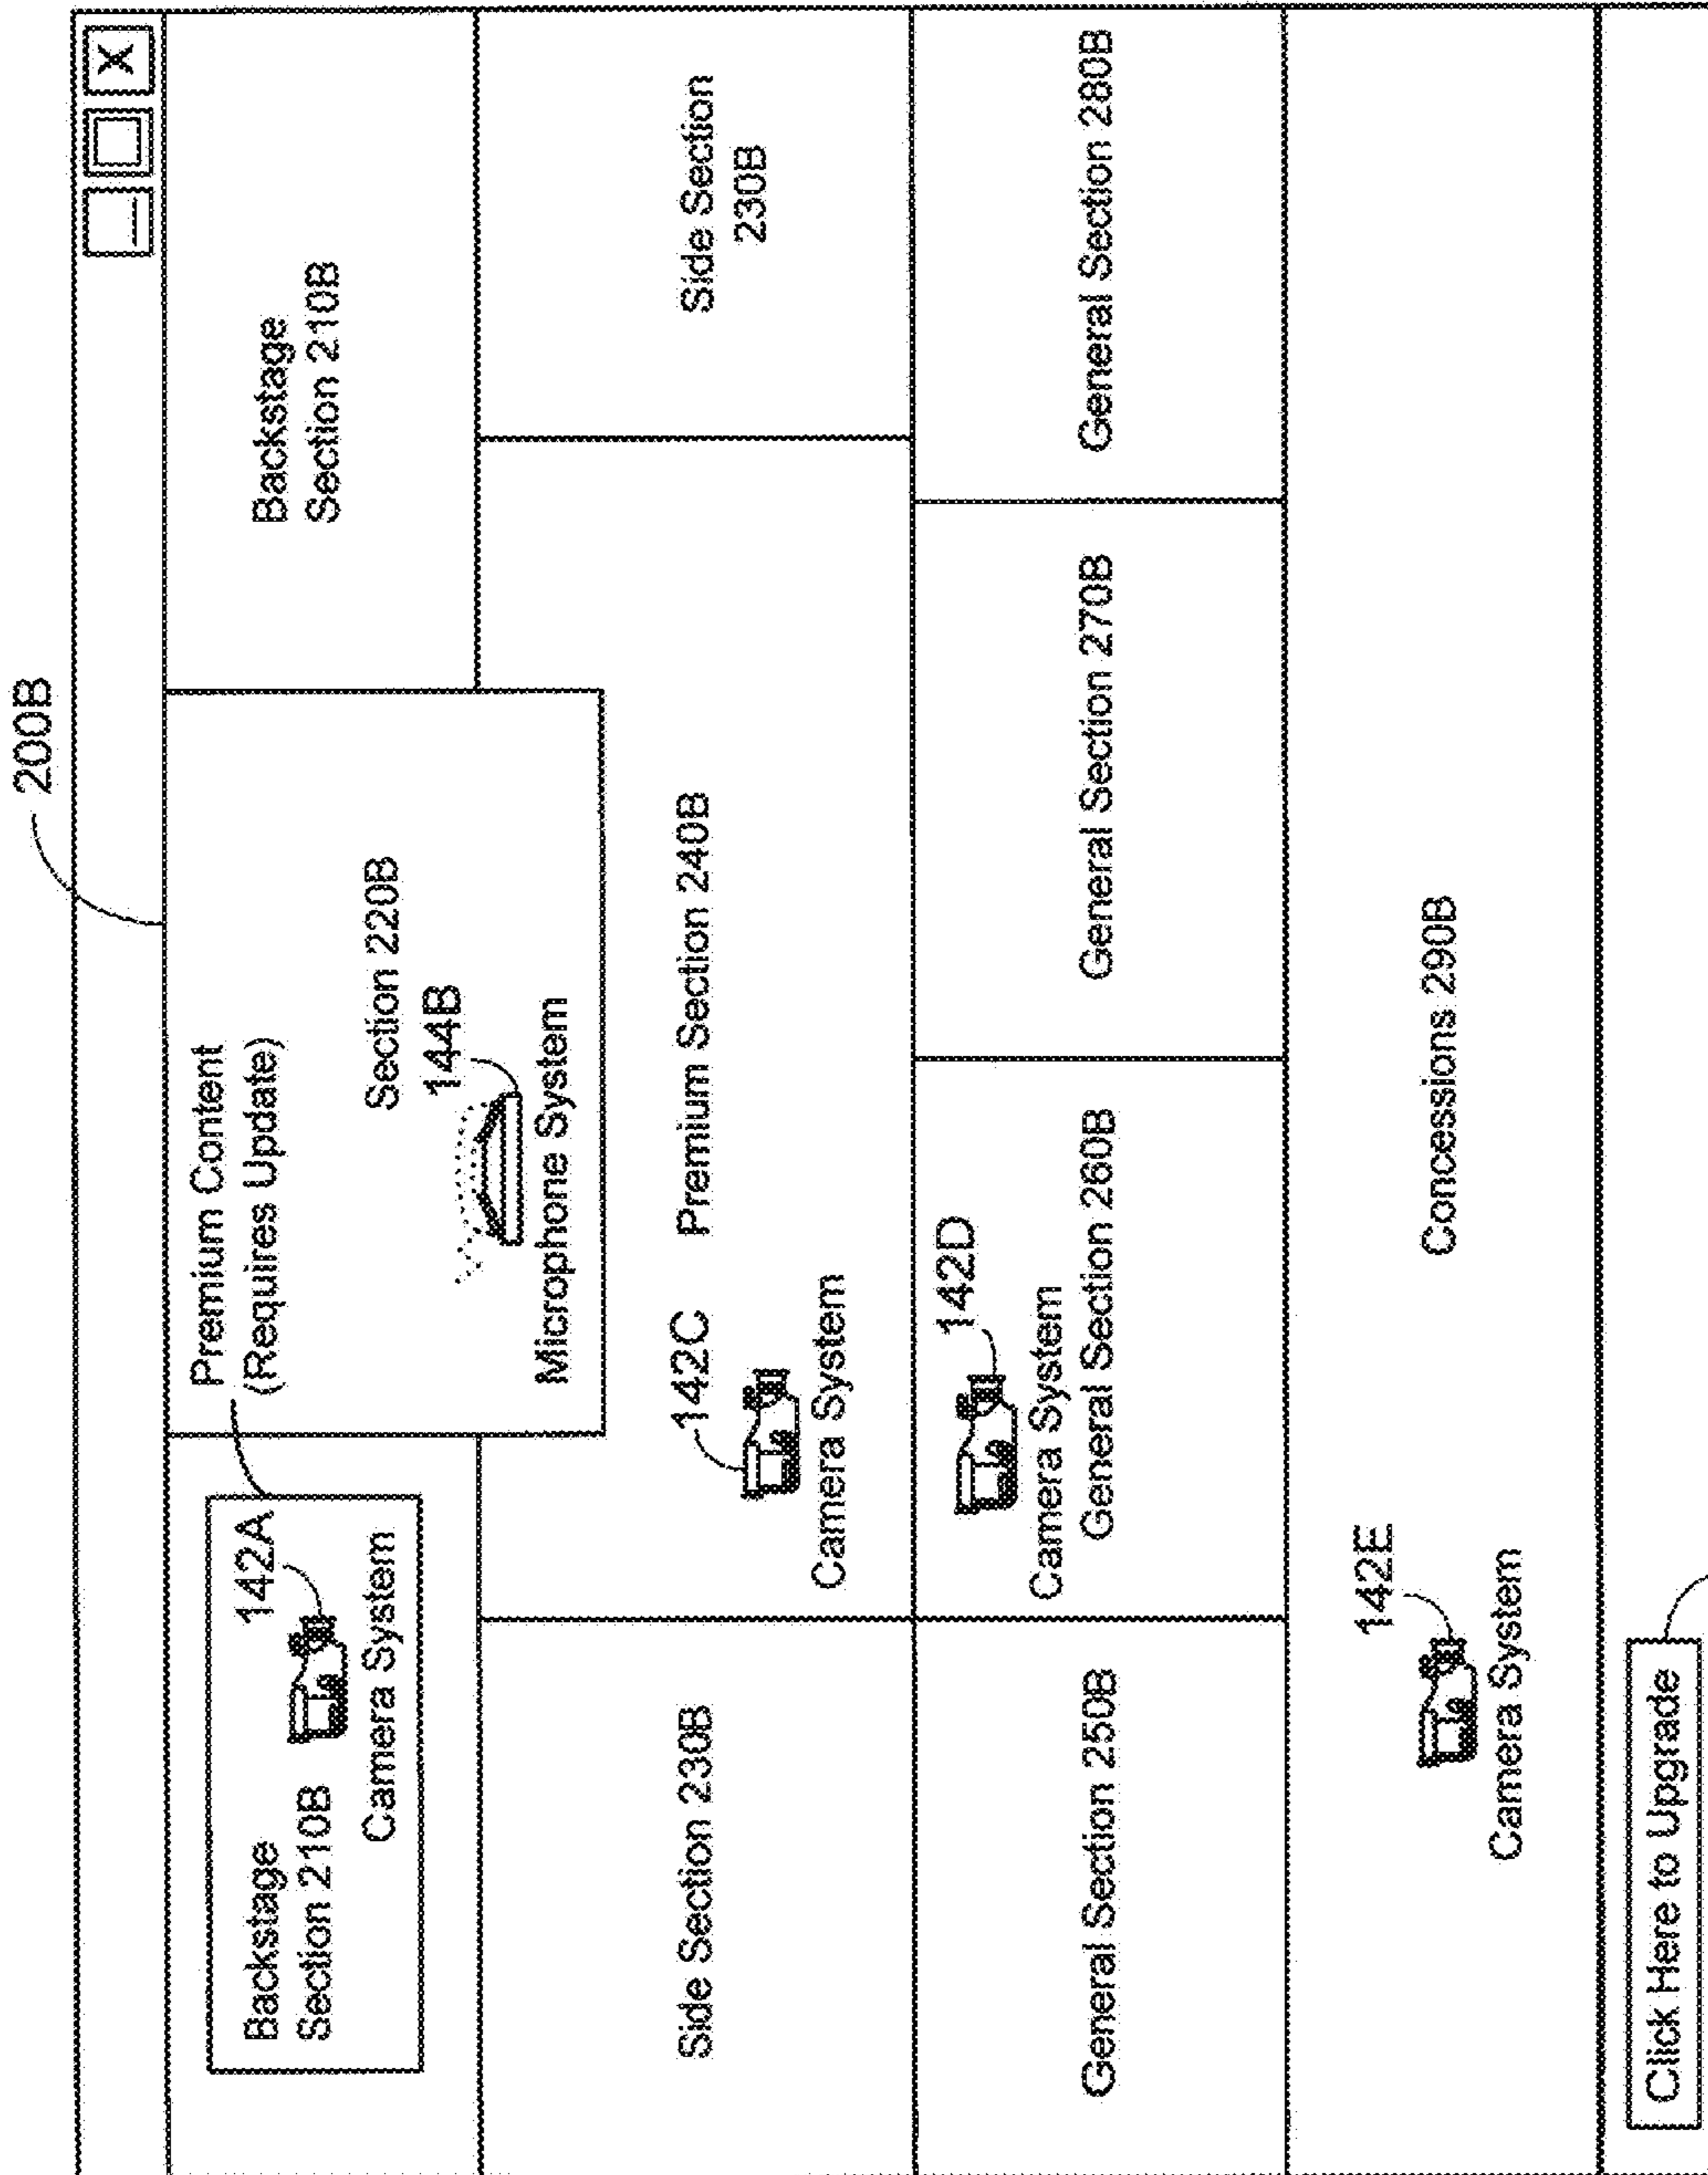 200B
X
Backstage
Section 210B
142A
Camera System
Premium Content
(Requires Update)
Section 220B
144B
Microphone System
Backstage
Section 210B
Side Section 230B
142C
Premium Section 240B
Camera System
Side Section
230B
General Section 250B
142D
Camera System
General Section 260B
General Section 270B
General Section 280B
142E
Camera System
Concessions 290B
Click Here to Upgrade